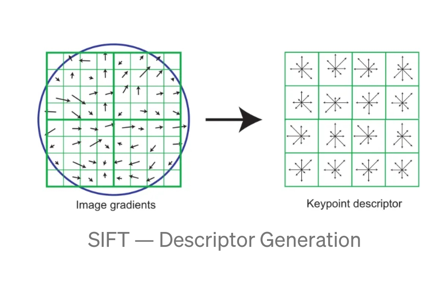 Image gradients
Keypoint descriptor
SIFT — Descriptor Generation